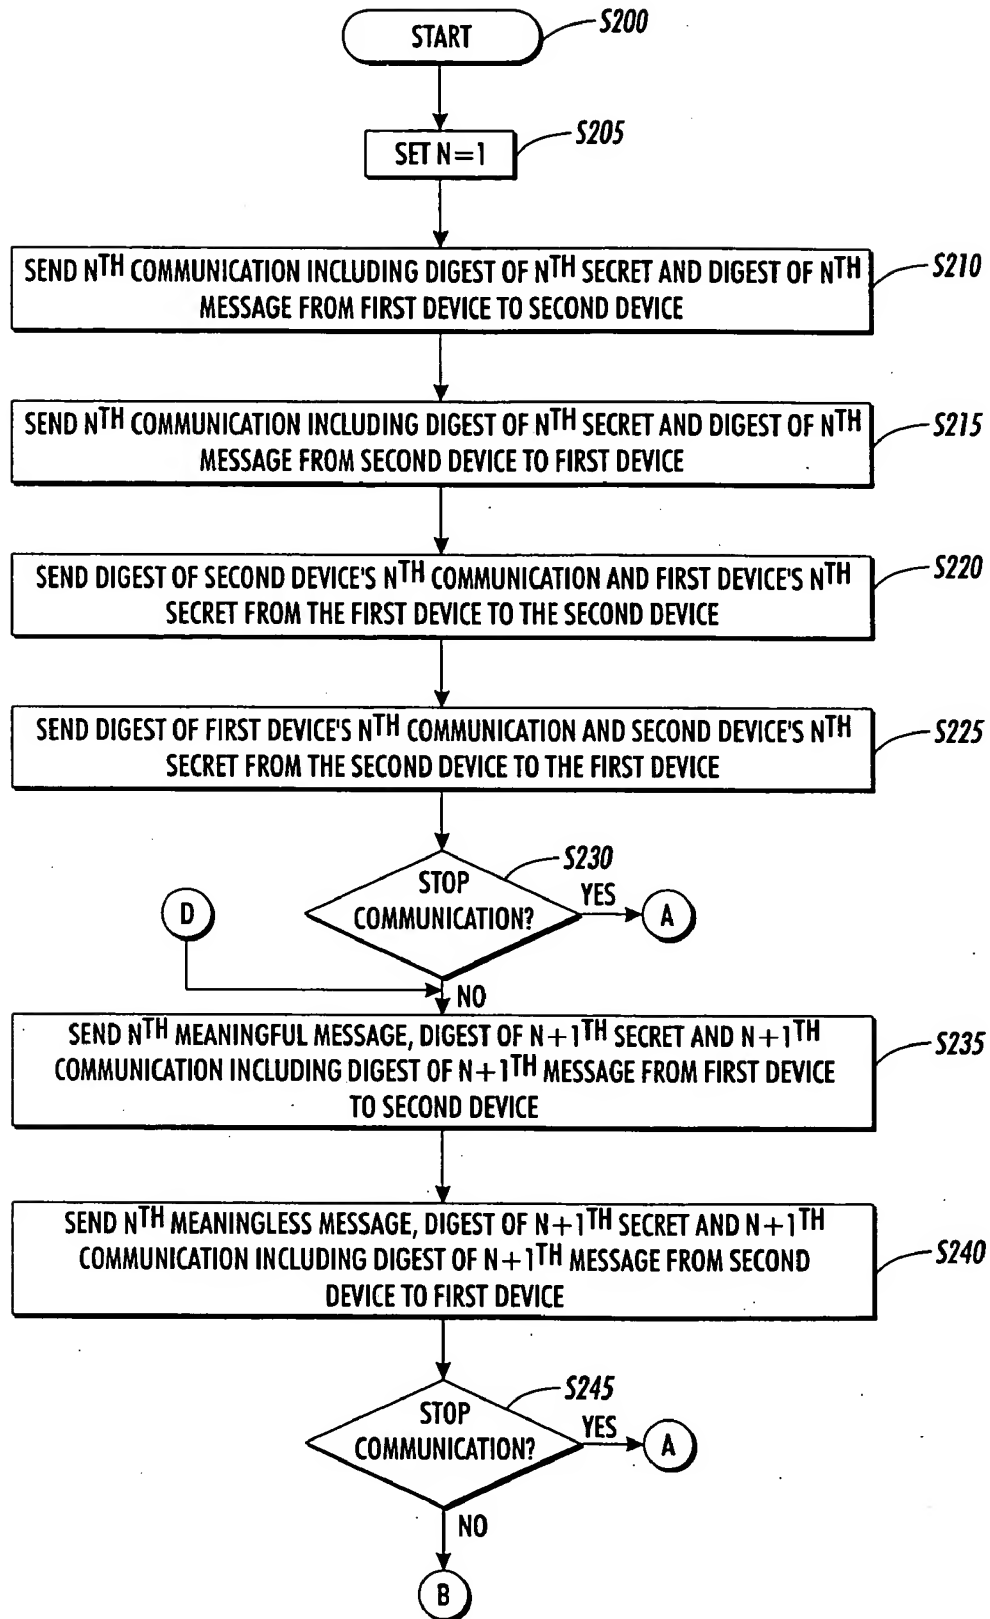 START
S200
SET N=1
S205
SEND NTH COMMUNICATION INCLUDING DIGEST OF NTH SECRET AND DIGEST OF NTH
MESSAGE FROM FIRST DEVICE TO SECOND DEVICE
S210
SEND NTH COMMUNICATION INCLUDING DIGEST OF NTH SECRET AND DIGEST OF NTH
MESSAGE FROM SECOND DEVICE TO FIRST DEVICE
S215
SEND DIGEST OF SECOND DEVICE'S NTH COMMUNICATION AND FIRST DEVICE'S NTH
SECRET FROM THE FIRST DEVICE TO THE SECOND DEVICE
S220
SEND DIGEST OF FIRST DEVICE'S NTH COMMUNICATION AND SECOND DEVICE'S NTH
SECRET FROM THE SECOND DEVICE TO THE FIRST DEVICE
S225
STOP
COMMUNICATION?
S230
YES
A
D
NO
SEND NTH MEANINGFUL MESSAGE, DIGEST OF N+1TH SECRET AND N+1TH
COMMUNICATION INCLUDING DIGEST OF N+1TH MESSAGE FROM FIRST DEVICE
TO SECOND DEVICE
S235
SEND NTH MEANINGLESS MESSAGE, DIGEST OF N+1TH SECRET AND N+1TH
COMMUNICATION INCLUDING DIGEST OF N+1TH MESSAGE FROM SECOND
DEVICE TO FIRST DEVICE
S240
STOP
COMMUNICATION?
S245
YES
A
NO
B